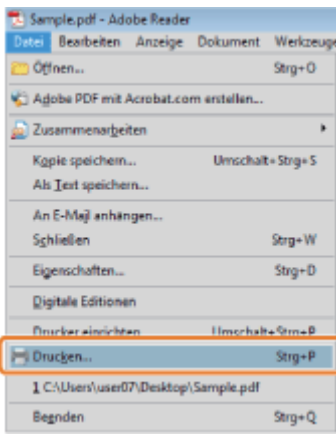 Sample.pdf - Adobe Reader
Datei Bearbeiten Anzeige Dokument Werkzeuge
Öffnen... Strg+O
Adobe PDF mit Acrobat.com erstellen...
Zusammenarbeiten
Kopie speichern... Umschalt+Strg+S
Als Text speichern...
An E-Mail anhängen...
Schließen Strg+W
Eigenschaften... Strg+D
Digitale Editionen
Drucker einrichten Umschalt+Strg+P
Drucken... Strg+P
1 C:\Users\user07\Desktop\Sample.pdf
Beenden Strg+Q